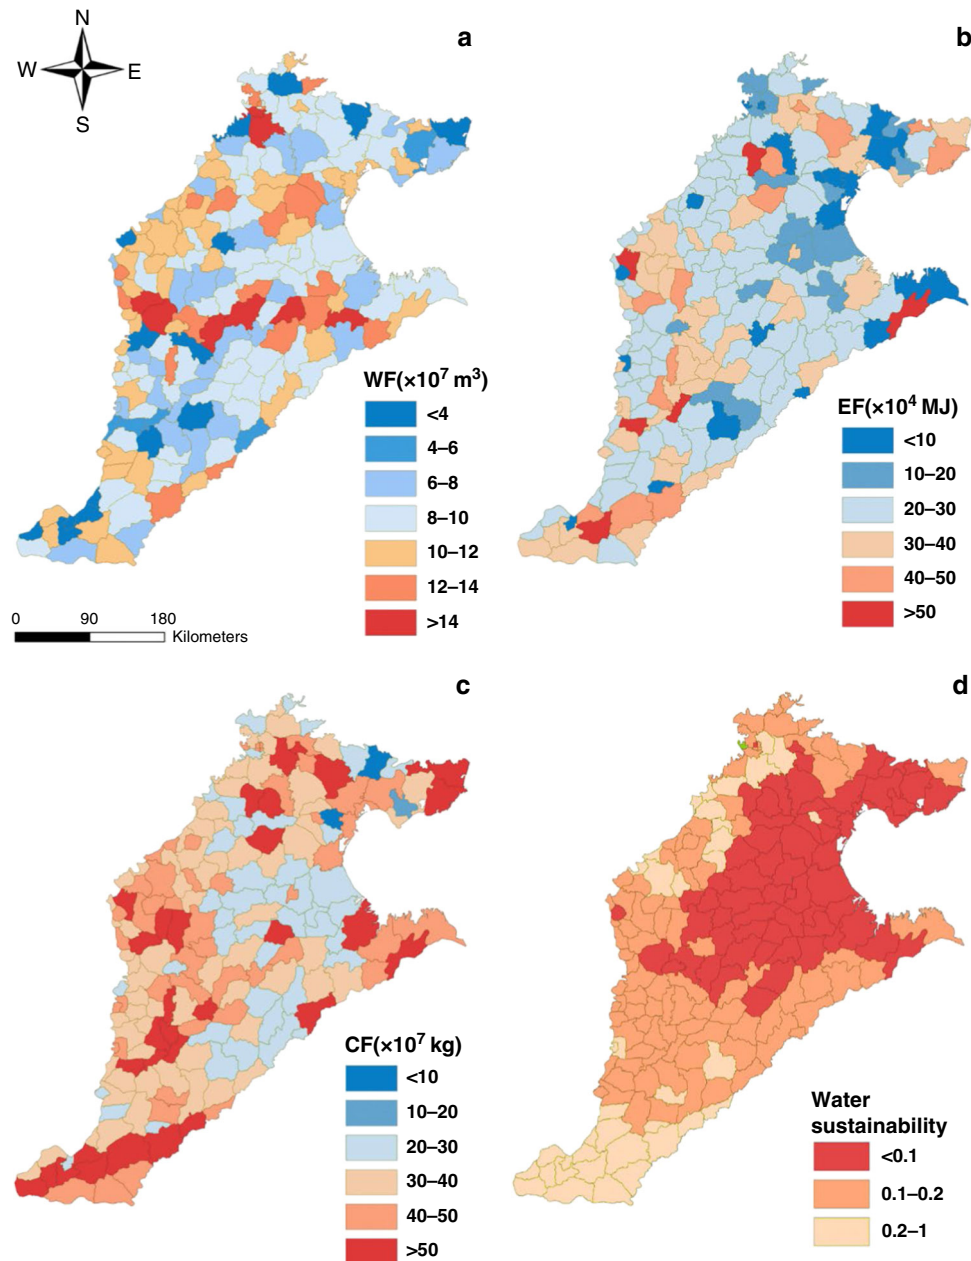 N
W E
S
a
b
WF(×10⁷ m³)
<4
4–6
6–8
8–10
10–12
12–14
>14
EF(×10⁴ MJ)
<10
10–20
20–30
30–40
40–50
>50
0 90 180
Kilometers
c
d
CF(×10⁷ kg)
<10
10–20
20–30
30–40
40–50
>50
Water
sustainability
<0.1
0.1–0.2
0.2–1